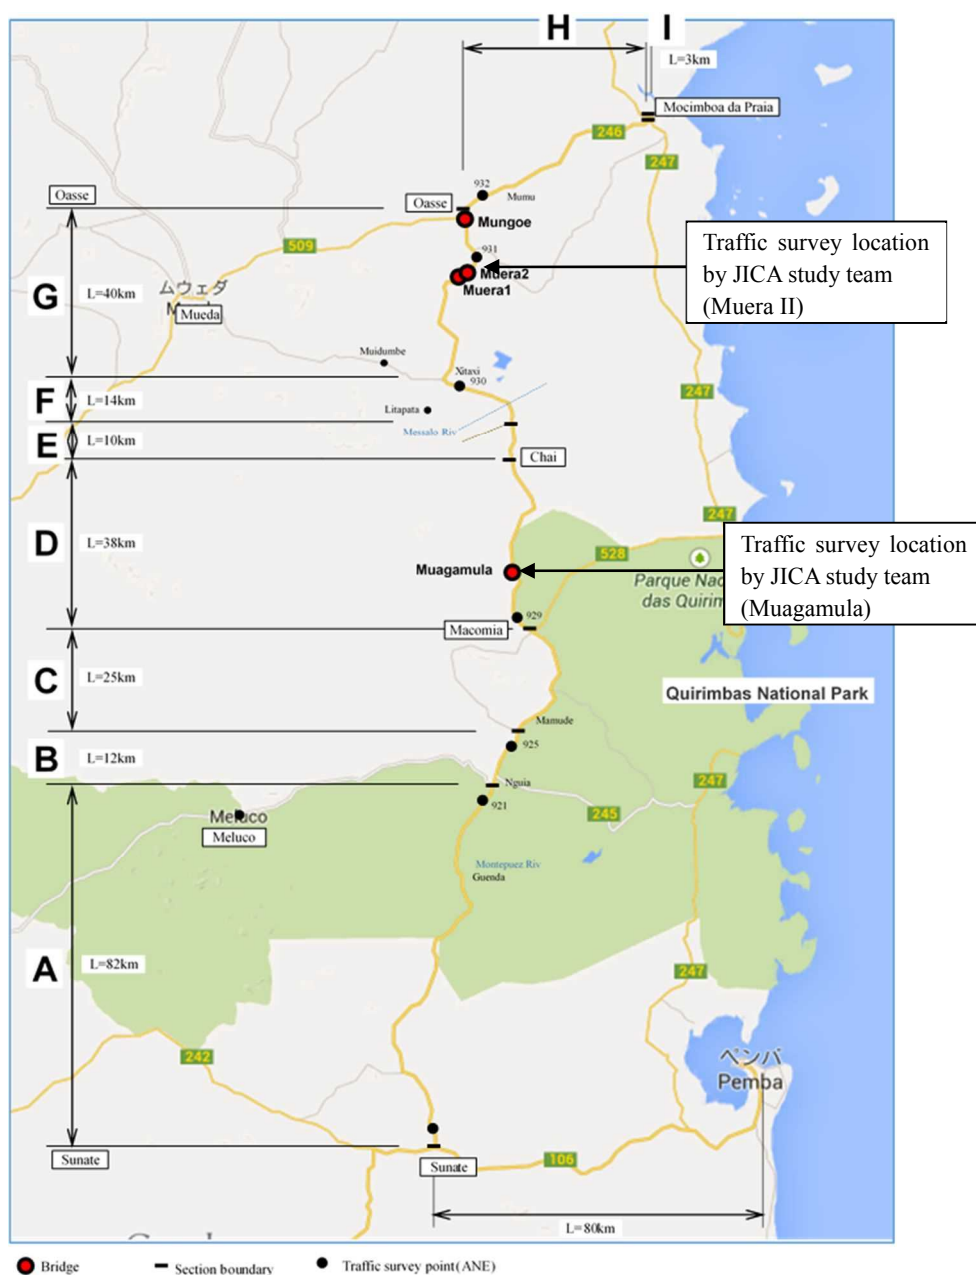 H
I
L=3km
Mocimboa da Praia
246
247
932
Mumu
Oasse
Oasse
Mungoe
509
931
Traffic survey location
by JICA study team
(Muera II)
Muera2
Muera1
G
L=40km
ムウェダ
Mueda
Muidumbe
Xitaxi
930
247
F
L=14km
Litapata
Messalo Riv
E
L=10km
Chai
247
D
L=38km
528
Traffic survey location
by JICA study team
(Muagamula)
Muagamula
Parque Nac
das Quirim
929
Macomia
C
L=25km
Quirimbas National Park
Mamude
925
B
L=12km
Nguia
247
921
245
Meluco
Meluco
Montepuez Riv
Guenda
A
L=82km
247
242
ペンバ
Pemba
Sunate
Sunate
106
L=80km
Bridge
Section boundary
Traffic survey point(ANE)